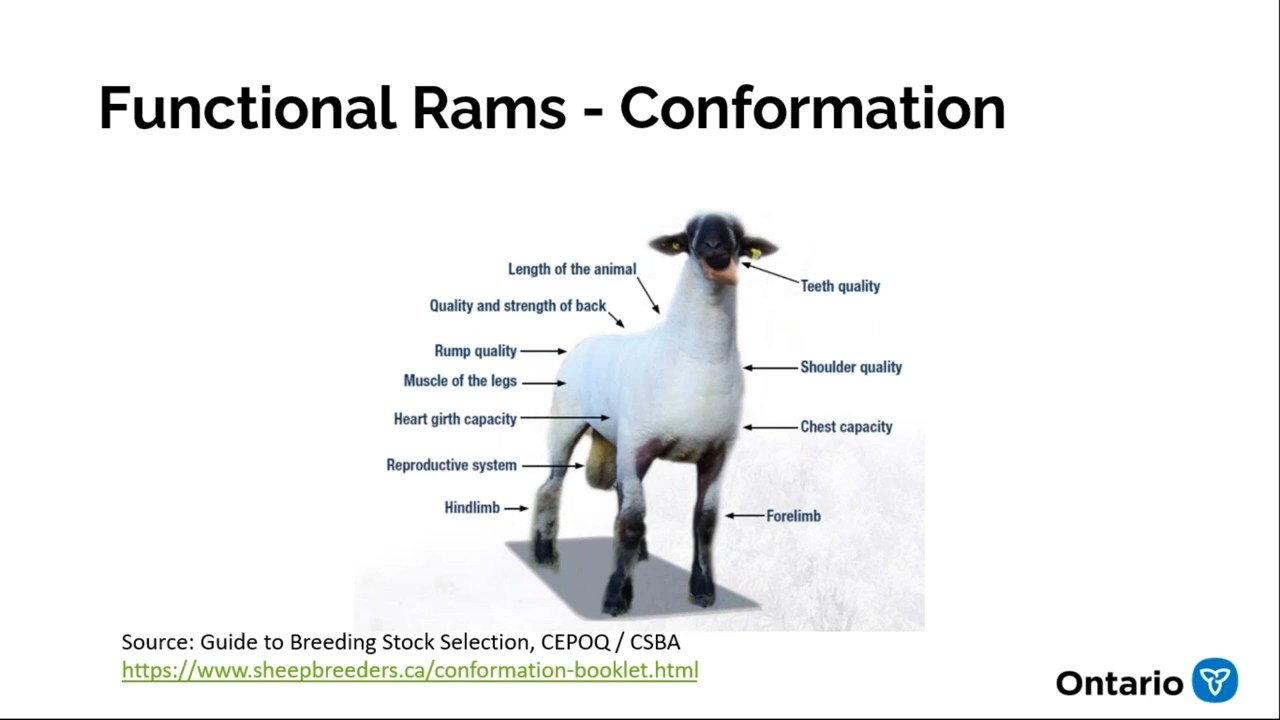 Functional Rams - Conformation
Length of the animal
Quality and strength of back
Rump quality
Muscle of the legs
Heart girth capacity
Reproductive system
Hindlimb
Teeth quality
Shoulder quality
Chest capacity
Forelimb
Source: Guide to Breeding Stock Selection, CEPOQ / CSBA
https://www.sheepbreeders.ca/conformation-booklet.html
Ontario